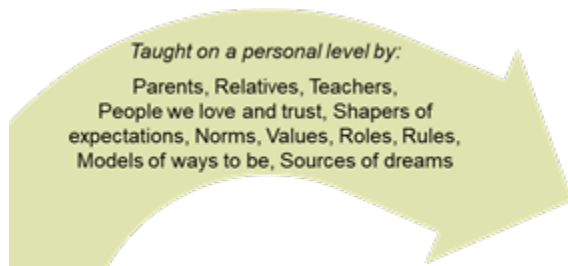 Taught on a personal level by:
Parents, Relatives, Teachers,
People we love and trust, Shapers of
expectations, Norms, Values, Roles, Rules,
Models of ways to be, Sources of dreams